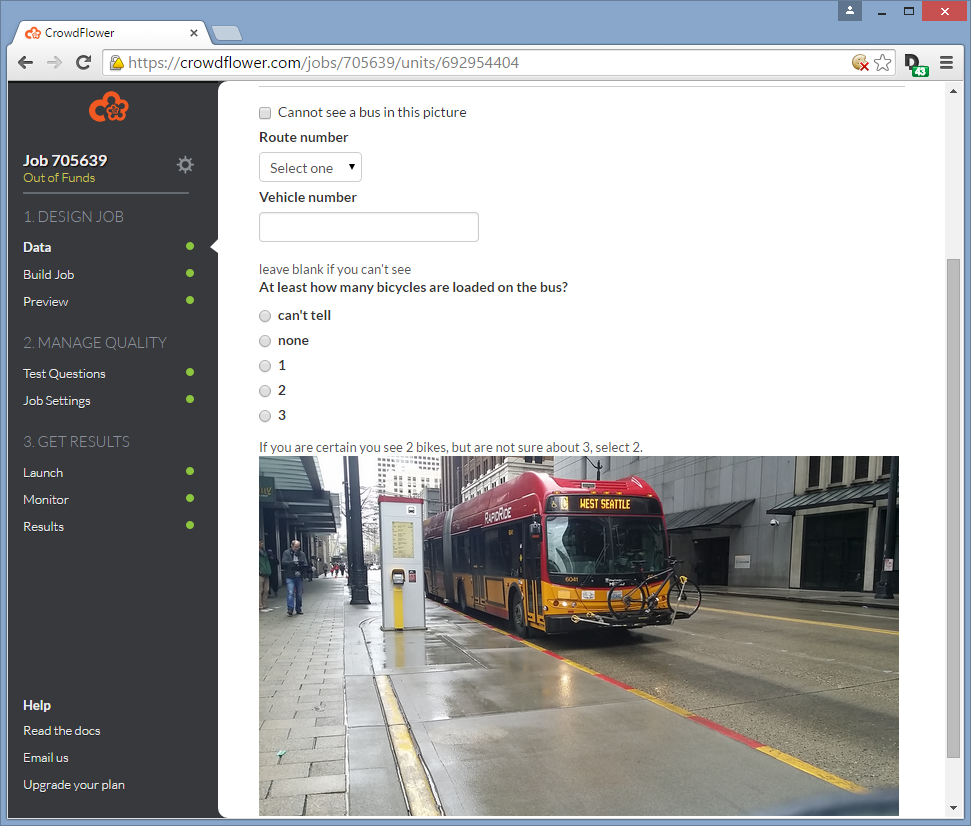 CrowdFlower
https://crowdflower.com/jobs/705639/units/692954404
43
Job 705639
Out of Funds
1. DESIGN JOB
Data
Build Job
Preview
2. MANAGE QUALITY
Test Questions
Job Settings
3. GET RESULTS
Launch
Monitor
Results
Help
Read the docs
Email us
Upgrade your plan
Cannot see a bus in this picture
Route number
Select one
Vehicle number
leave blank if you can't see
At least how many bicycles are loaded on the bus?
can't tell
none
1
2
3
If you are certain you see 2 bikes, but are not sure about 3, select 2.
C WEST SEATTLE
RAPIDRIDE
6041